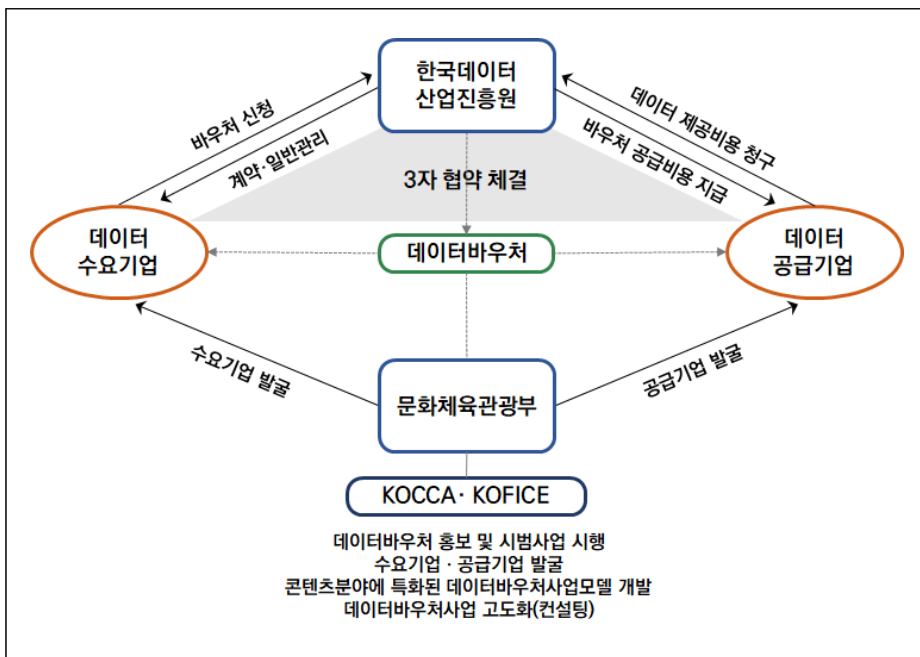 한국데이터
산업진흥원
바우처 신청
계약·일반관리
데이터 제공비용 청구
바우처 공급비용 지급
3자 협약 체결
데이터
수요기업
데이터바우처
데이터
공급기업
수요기업 발굴
공급기업 발굴
문화체육관광부
KOCCA· KOFICE
데이터바우처 홍보 및 시범사업 시행
수요기업 · 공급기업 발굴
콘텐츠분야에 특화된 데이터바우처사업모델 개발
데이터바우처사업 고도화(컨설팅)